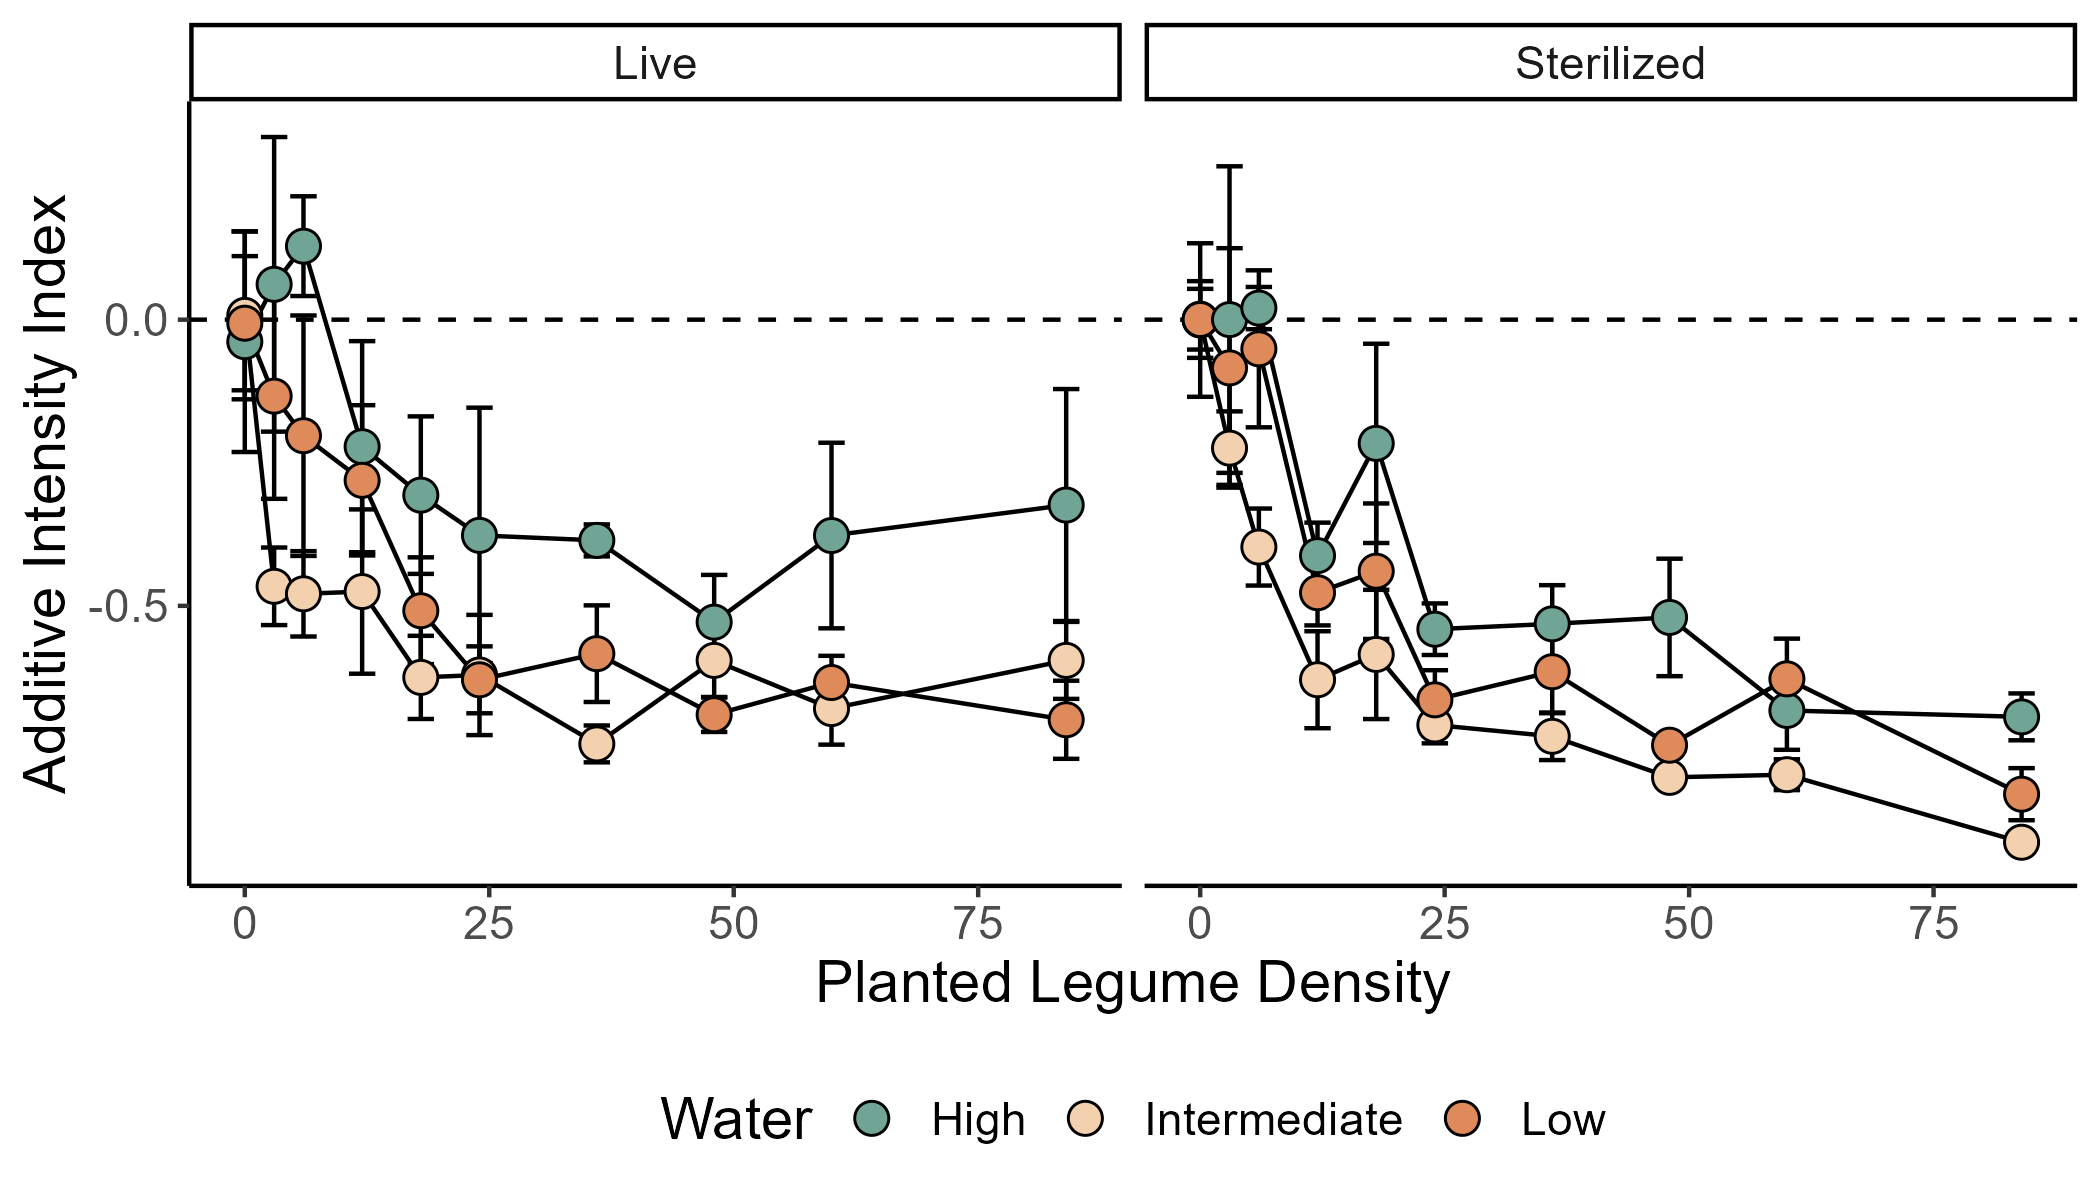 Live
Sterilized
Additive Intensity Index
0.0
-0.5
0 25 50 75
0 25 50 75
Planted Legume Density
Water High Intermediate Low